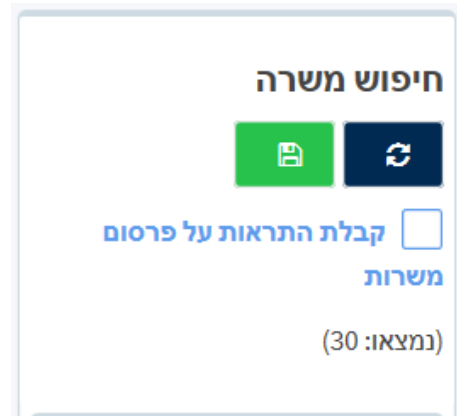 חיפוש משרה
קבלת התראות על פרסום
משרות
(נמצאו: 30)